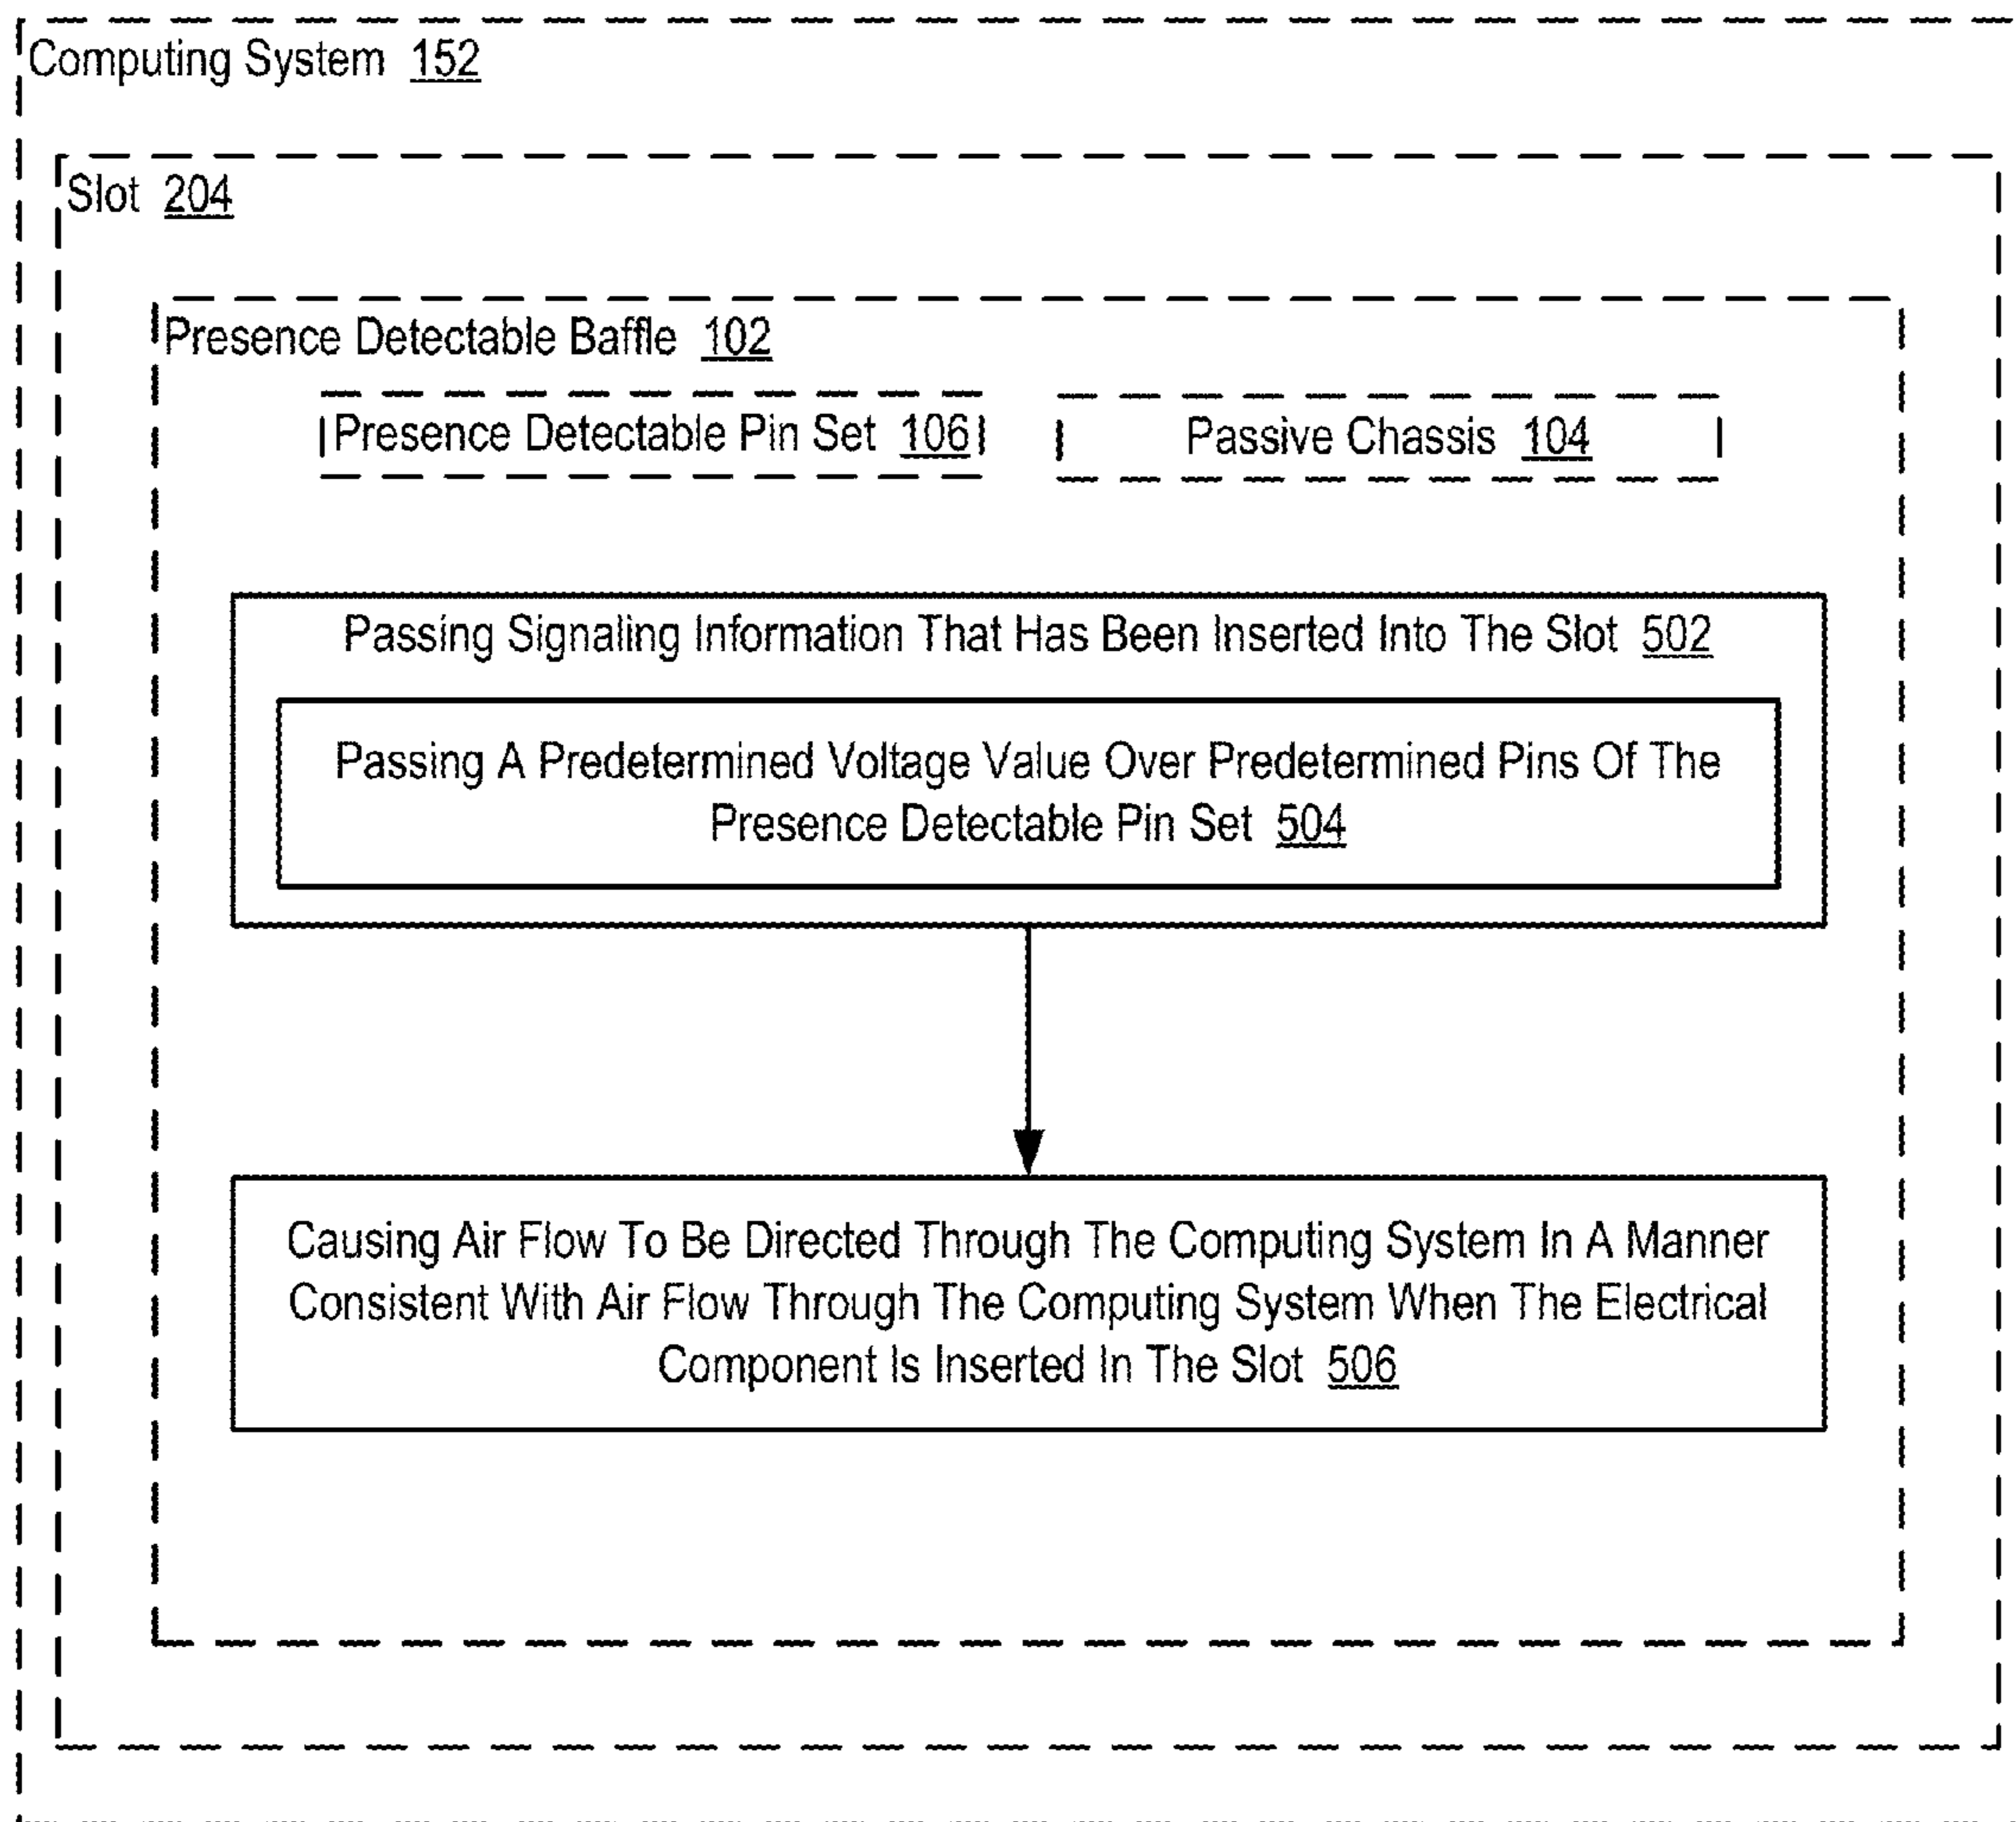 Computing System 152
Slot 204
Presence Detectable Baffle 102
Presence Detectable Pin Set 106
Passive Chassis 104
Passing Signaling Information That Has Been Inserted Into The Slot 502
Passing A Predetermined Voltage Value Over Predetermined Pins Of The
Presence Detectable Pin Set 504
Causing Air Flow To Be Directed Through The Computing System In A Manner
Consistent With Air Flow Through The Computing System When The Electrical
Component Is Inserted In The Slot 506